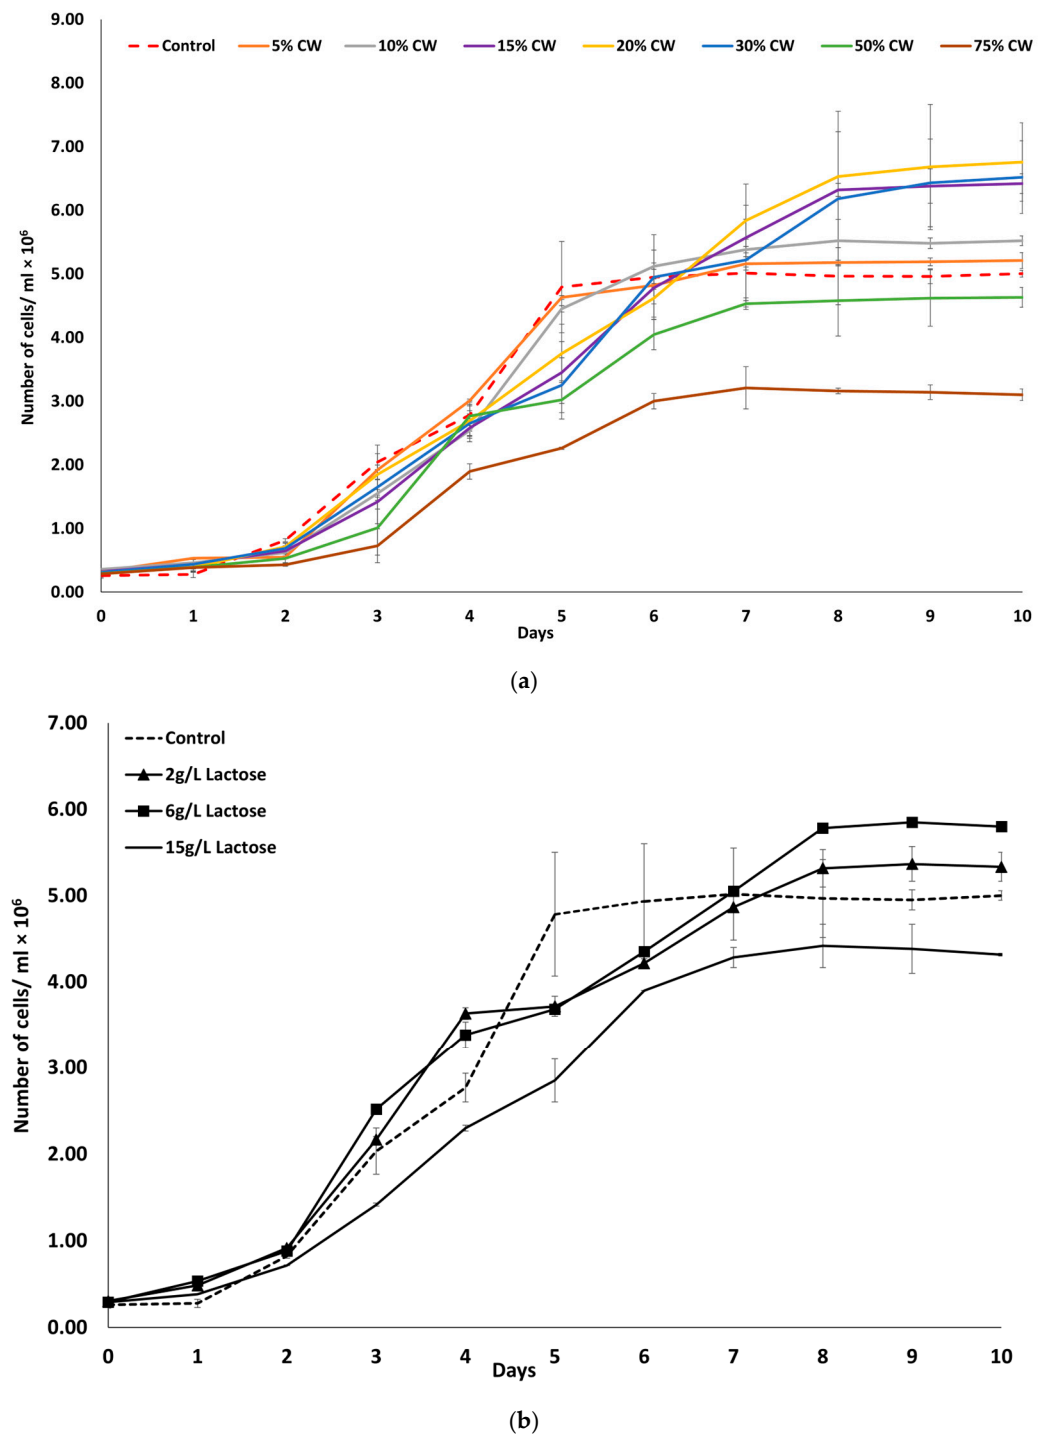 9.00
Control 5% CW 10% CW 15% CW 20% CW 30% CW 50% CW 75% CW
8.00
7.00
6.00
5.00
4.00
3.00
2.00
1.00
0.00
Number of cells/ ml × 10⁶
0 1 2 3 4 5 6 7 8 9 10
Days
(a)
7.00
Control
2g/L Lactose
6g/L Lactose
15g/L Lactose
6.00
5.00
4.00
3.00
2.00
1.00
0.00
Number of cells/ ml × 10⁶
0 1 2 3 4 5 6 7 8 9 10
Days
(b)